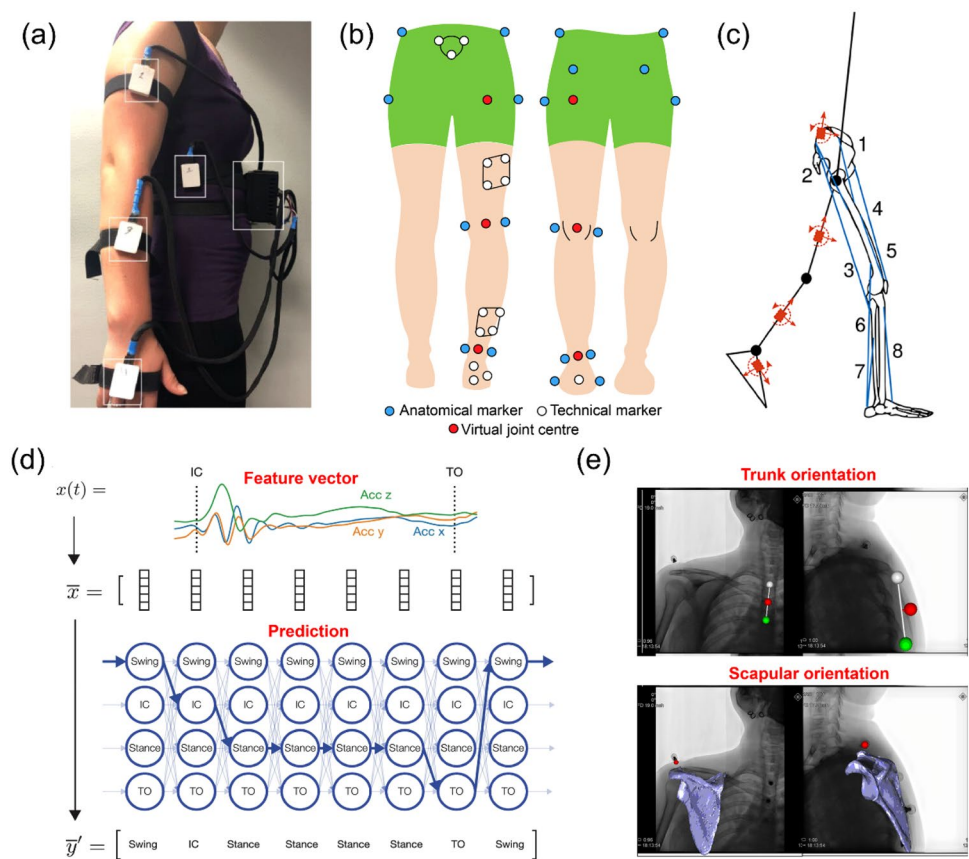 (a)
(b)
Anatomical marker
Technical marker
Virtual joint centre
(c)
1
2
4
5
3
6
7
8
(d)
x(t) =
IC
Feature vector
TO
Acc z
Acc y
Acc x
x̅ = [ ]
Prediction
Swing Swing Swing Swing Swing Swing Swing Swing
IC IC IC IC IC IC IC IC
Stance Stance Stance Stance Stance Stance Stance Stance
TO TO TO TO TO TO TO TO
y̅′ = [ Swing IC Stance Stance Stance Stance TO Swing ]
(e)
Trunk orientation
Scapular orientation